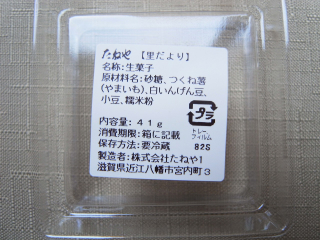 たねや 【里だより】
名称:生菓子
原材料名:砂糖、つくね薯
(やまいも)、白いんげん豆、
小豆、糯米粉
内容量:41g
消費期限:箱に記載
保存方法:要冷蔵
製造者:株式会社たねや1
滋賀県近江八幡市宮内町3
プラ
トレー
フィルム
82S